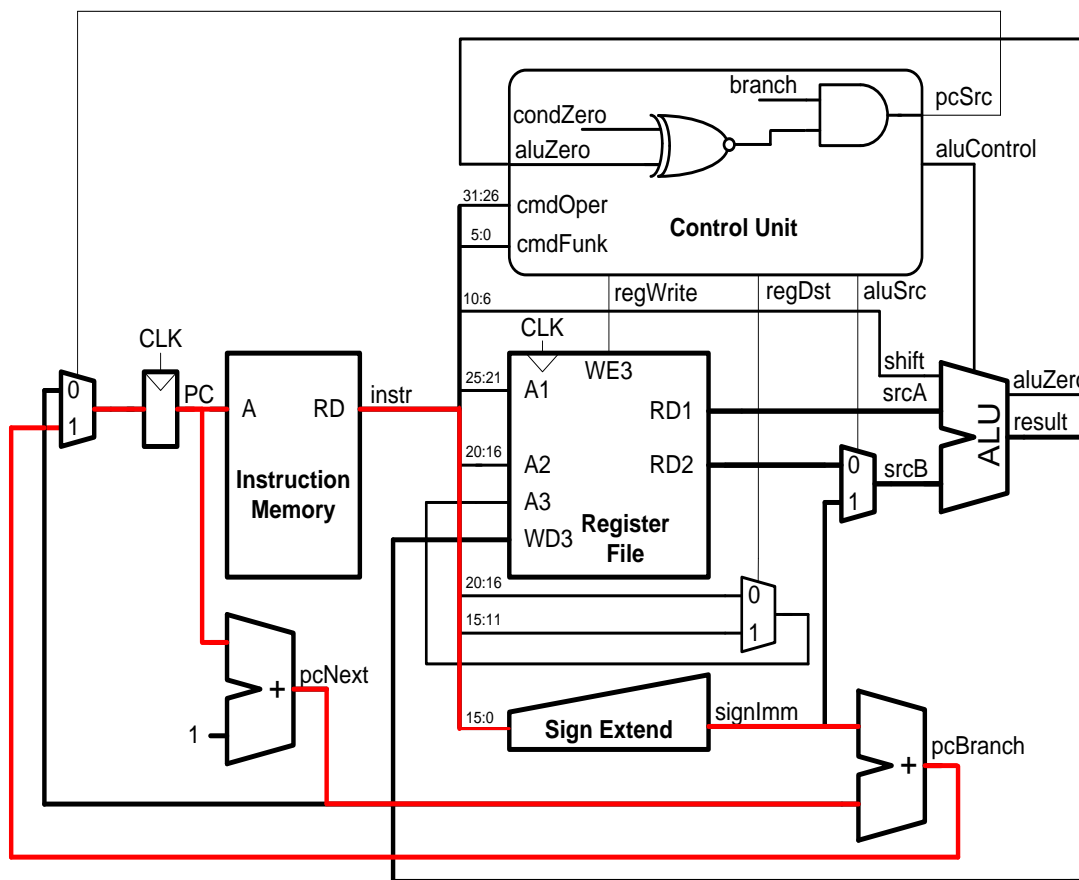 branch
pcSrc
condZero
aluZero
aluControl
31:26
cmdOper
Control Unit
5:0
cmdFunk
regWrite
regDst
aluSrc
10:6
CLK
CLK
WE3
shift
aluZero
0
PC
A
RD
instr
25:21
A1
RD1
srcA
ALU
result
1
20:16
A2
RD2
0
srcB
Instruction
Memory
A3
1
WD3
Register
File
20:16
0
15:11
1
pcNext
+
1
15:0
Sign Extend
signImm
pcBranch
+